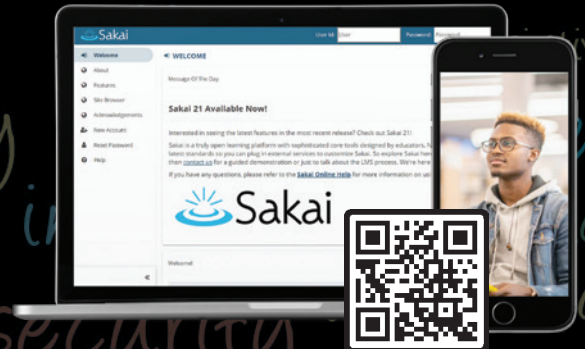 Sakai
User Id: User
Password: Password
Welcome
About
Features
Site Browser
Acknowledgements
New Account
Reset Password
Help
WELCOME
Message Of The Day
Sakai 21 Available Now!
Interested in seeing the latest features in the most recent release? Check out Sakai 21!
Sakai is a truly open learning platform with sophisticated core tools designed by educators.
latest standards so you can plug in external services to customize Sakai. So explore Sakai here
then contact us for a guided demonstration or just to talk about the LMS process. We're here
If you have any questions, please refer to the Sakai Online Help for more information on
Sakai
Welcome!
security